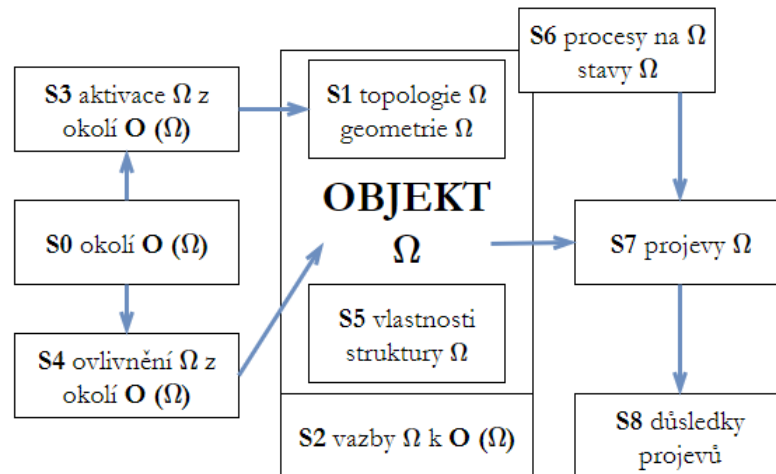 S6 procesy na Ω
stavy Ω
S3 aktivace Ω z
okolí O (Ω)
S1 topologie Ω
geometrie Ω
OBJEKT
Ω
S0 okolí O (Ω)
S7 projevy Ω
S5 vlastnosti
struktury Ω
S4 ovlivnění Ω z
okolí O (Ω)
S2 vazby Ω k O (Ω)
S8 důsledky
projevů